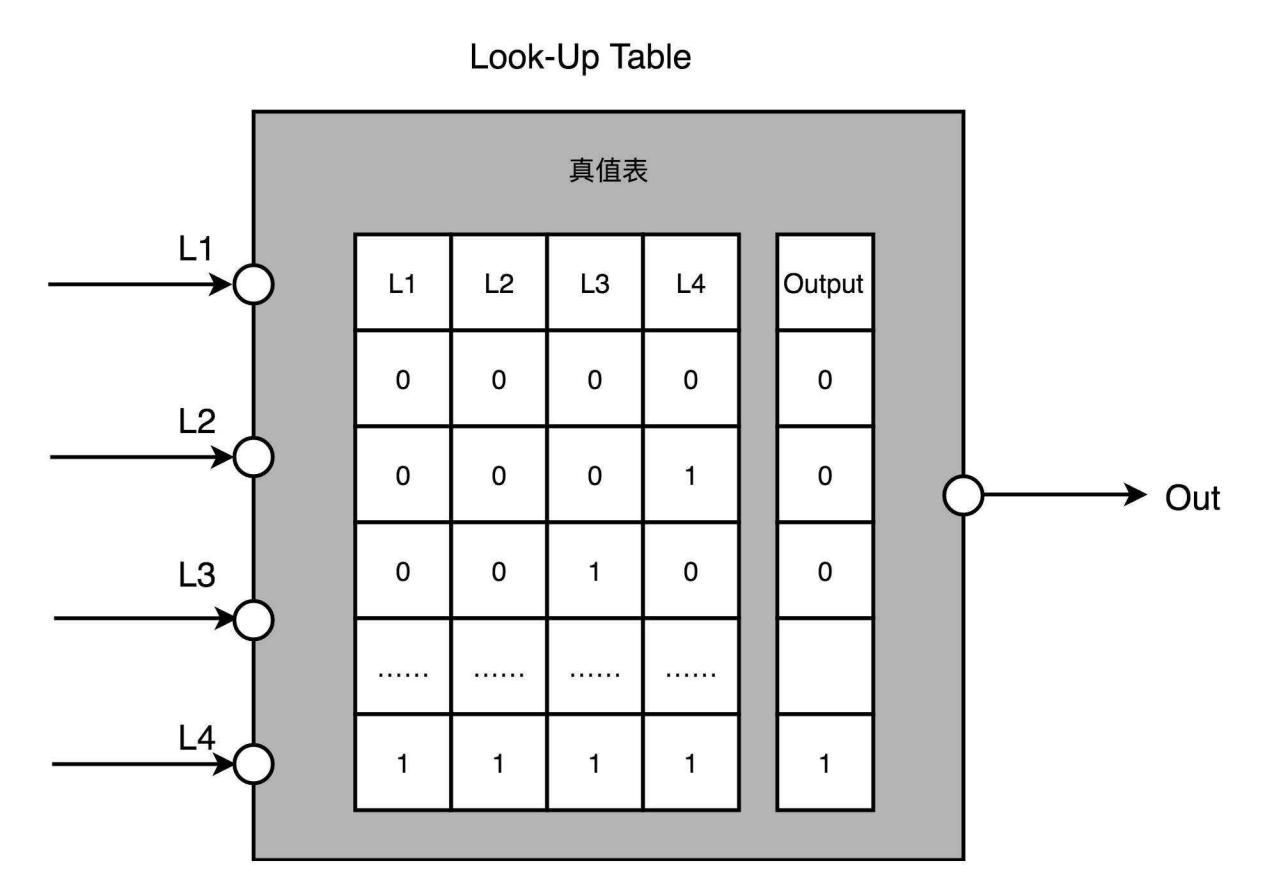 Look-Up Table
真值表
L1
L2
L3
L4
L1 L2 L3 L4 Output
0 0 0 0 0
0 0 0 1 0
0 0 1 0 0
...... ...... ...... ......
1 1 1 1 1
Out